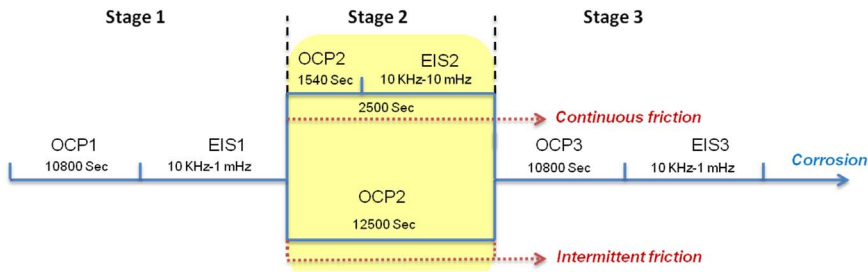 Stage 1 Stage 2 Stage 3
OCP2 EIS2
1540 Sec 10 KHz-10 mHz
2500 Sec
Continuous friction
OCP1 EIS1 OCP3 EIS3
10800 Sec 10 KHz-1 mHz 10800 Sec 10 KHz-1 mHz
Corrosion
OCP2
12500 Sec
Intermittent friction